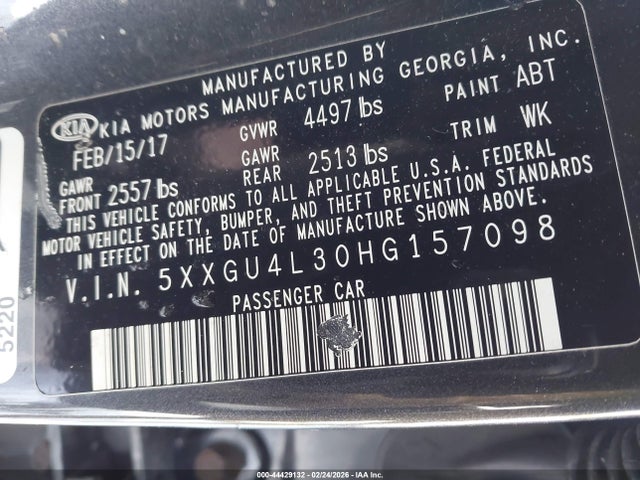 MANUFACTURED BY
KIA KIA MOTORS MANUFACTURING GEORGIA, INC.
FEB/15/17 GVWR 4497 lbs PAINT ABT
GAWR FRONT 2557 lbs GAWR REAR 2513 lbs TRIM WK
THIS VEHICLE CONFORMS TO ALL APPLICABLE U.S.A. FEDERAL
MOTOR VEHICLE SAFETY, BUMPER, AND THEFT PREVENTION STANDARDS
IN EFFECT ON THE DATE OF MANUFACTURE SHOWN ABOVE.
V.I.N. 5XXGU4L30HG157098
PASSENGER CAR
5220
000-44429132 - 02/24/2026 - IAA Inc.